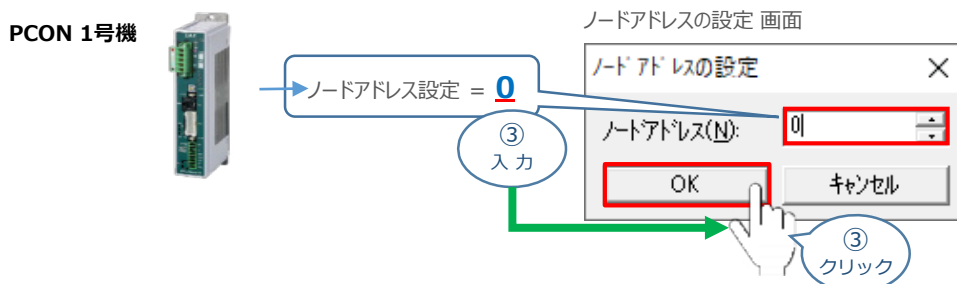 ノードアドレスの設定 画面
PCON 1号機
ノードアドレスの設定
ノードアドレス設定 = 0
ノードアドレス(N):
0
③
入 力
OK
キャンセル
③
クリック